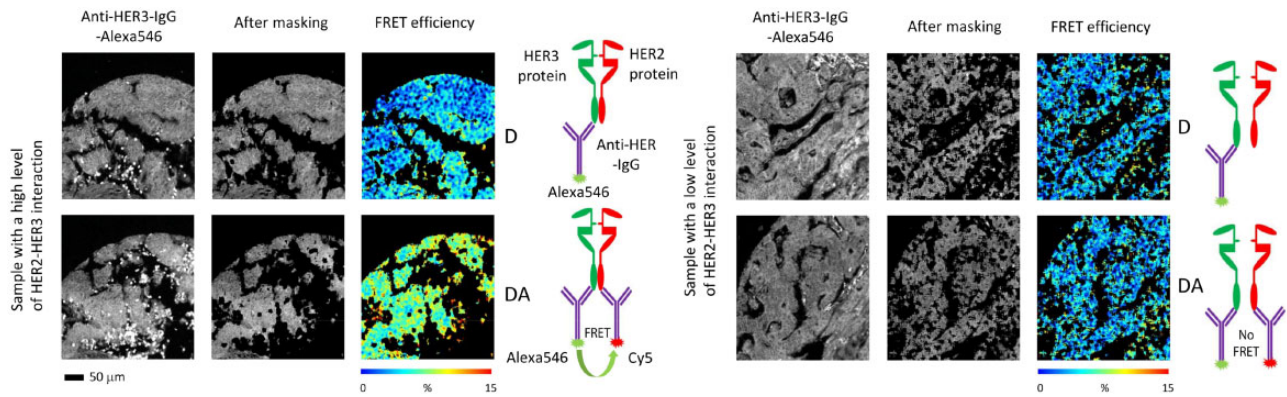 Anti-HER3-IgG
-Alexa546
After masking
FRET efficiency
Sample with a high level
of HER2-HER3 interaction
HER3
protein
HER2
protein
D
Anti-HER
-IgG
Alexa546
DA
FRET
Alexa546
Cy5
50 μm
0
%
15
Anti-HER3-IgG
-Alexa546
After masking
FRET efficiency
Sample with a low level
of HER2-HER3 interaction
D
DA
No
FRET
0
%
15